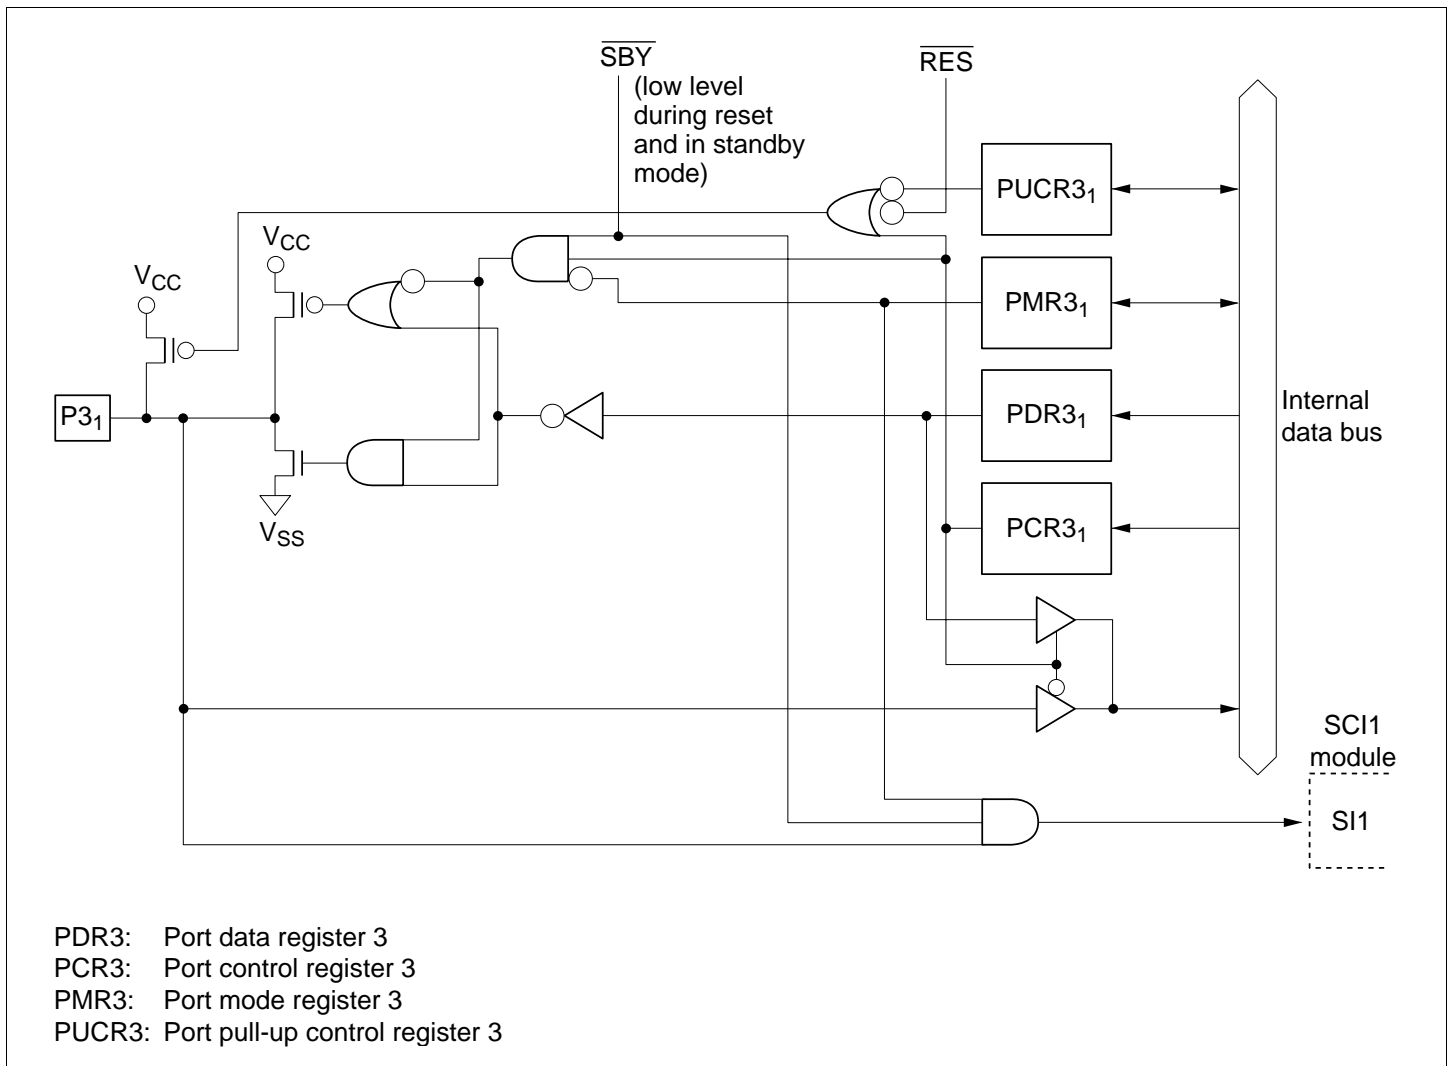 SBY
(low level
during reset
and in standby
mode)
RES
PUCR3₁
VCC
VCC
PMR3₁
P3₁
PDR3₁
Internal
data bus
VSS
PCR3₁
SCI1
module
SI1
PDR3: Port data register 3
PCR3: Port control register 3
PMR3: Port mode register 3
PUCR3: Port pull-up control register 3